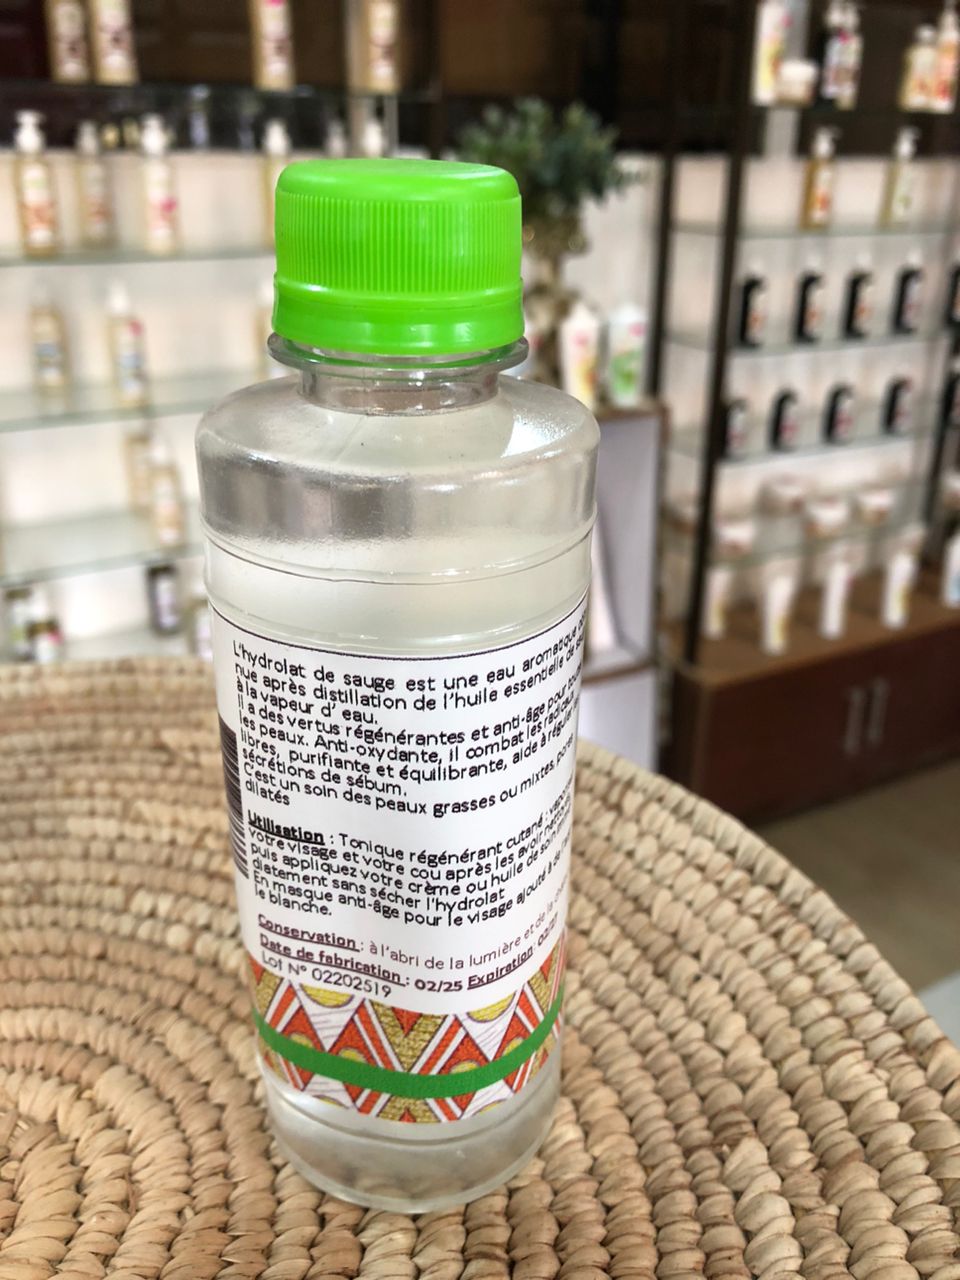 L'hydrolat de sauge est une eau aromatique
nue après distillation de l'huile essentielle de
à la vapeur d' eau.
Il a des vertus régénérantes et anti-âge pour
les peaux. Anti-oxydante, il combat les radicaux
libres, purifiante et équilibrante, aide à réguler
sécrétions de sébum.
C'est un soin des peaux grasses ou mixtes, pores
dilatés
Utilisation : Tonique régénérant cutané :
votre visage et votre cou après les avoir
puis appliquez votre crème ou huile de soin
diatement sans sécher l'hydrolat
En masque anti-âge pour le visage ajouté à de
le blanche.
Conservation : à l'abri de la lumière et de la
Date de fabrication : 02/25 Expiration :
Lot N° 02202519